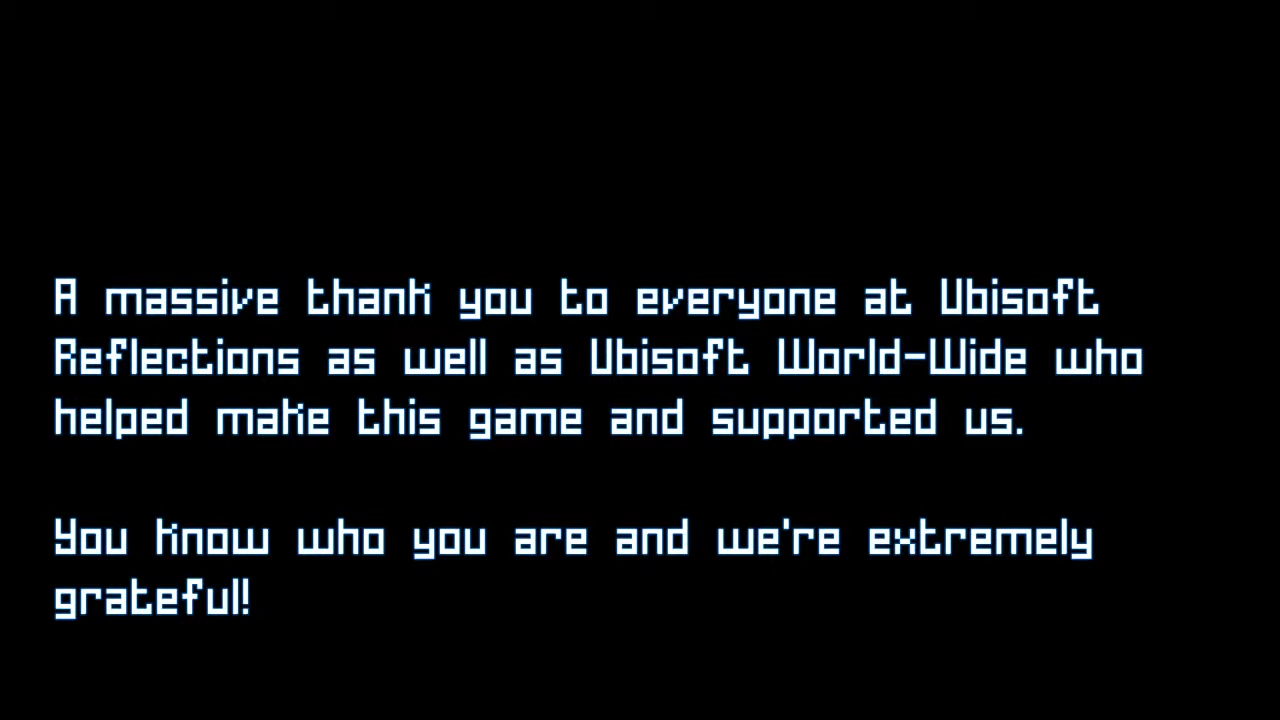 A massive thank you to everyone at Ubisoft
Reflections as well as Ubisoft World-Wide who
helped make this game and supported us.
You know who you are and we're extremely
grateful!